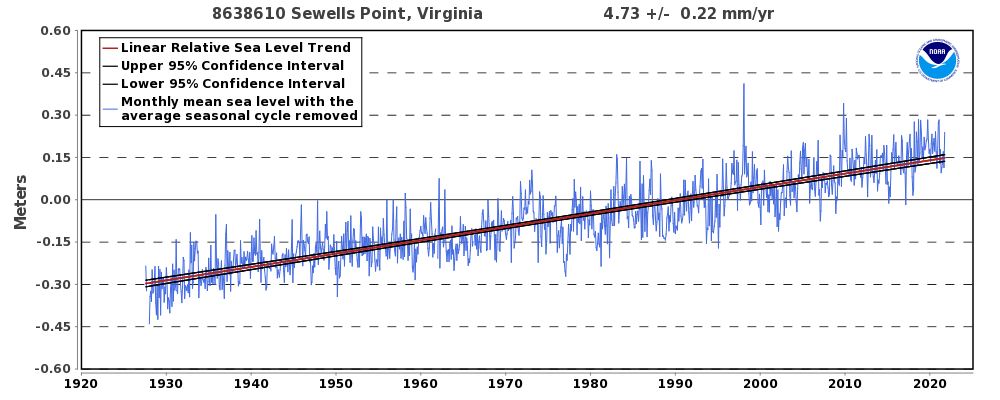 8638610 Sewells Point, Virginia 4.73 +/- 0.22 mm/yr
0.60
0.45
0.30
0.15
0.00
-0.15
-0.30
-0.45
-0.60
Meters
Linear Relative Sea Level Trend
Upper 95% Confidence Interval
Lower 95% Confidence Interval
Monthly mean sea level with the
average seasonal cycle removed
NOAA
1920 1930 1940 1950 1960 1970 1980 1990 2000 2010 2020